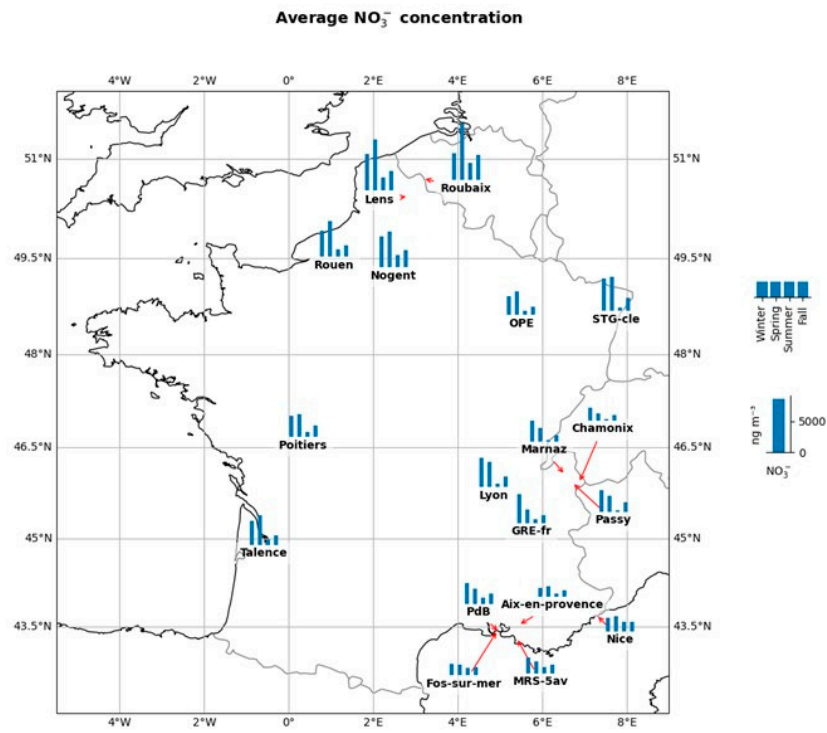 Average NO₃⁻ concentration
4°W 2°W 0° 2°E 4°E 6°E 8°E
51°N 51°N
Roubaix
Lens
49.5°N 49.5°N
Rouen
Nogent
OPE STG-cle
48°N 48°N
Winter
Spring
Summer
Fall
Chamonix
Poitiers
46.5°N Marnaz 46.5°N
ng m⁻³
5000
0
NO₃⁻
Lyon
Passy
GRE-fr
45°N 45°N
Talence
PdB Aix-en-provence
43.5°N 43.5°N
Nice
Fos-sur-mer MRS-5av
4°W 2°W 0° 2°E 4°E 6°E 8°E